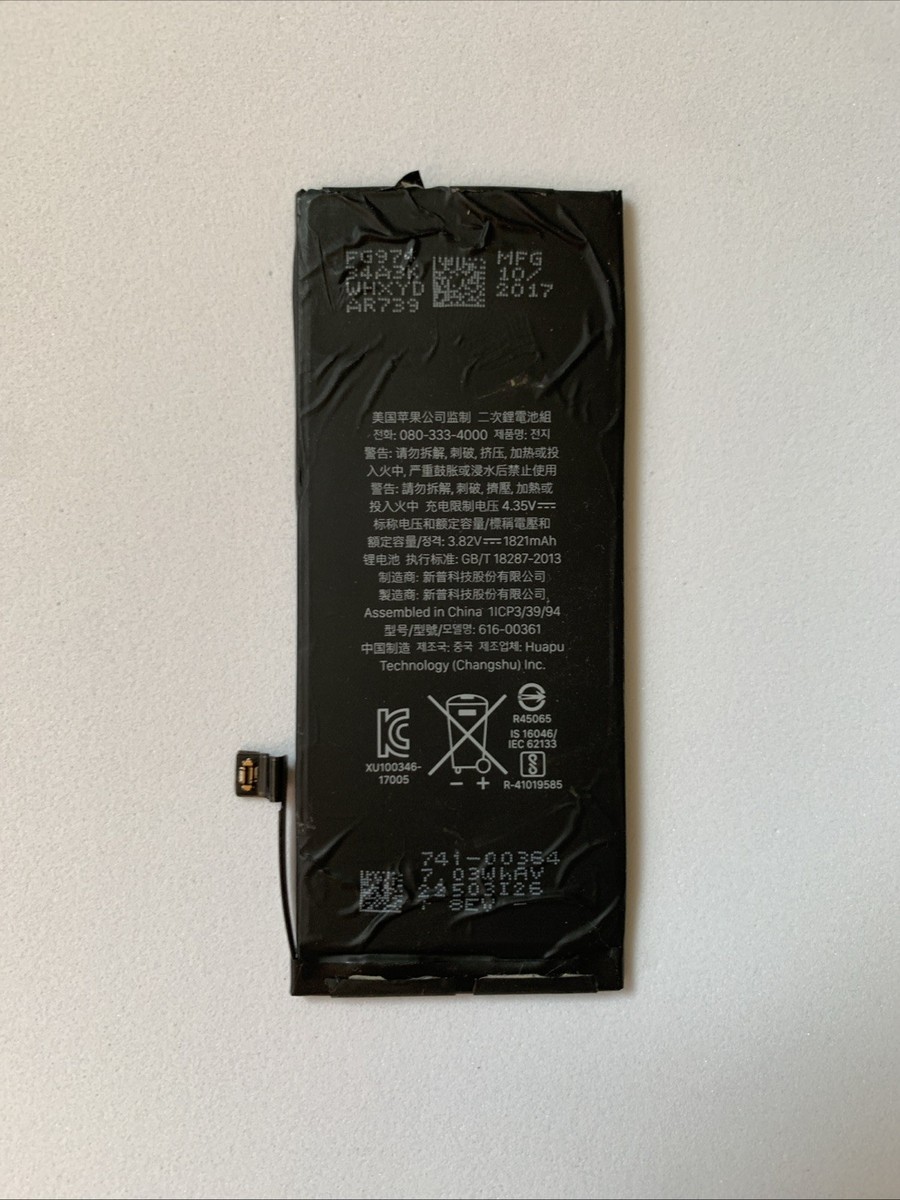 FG974
34A3K
WHXYD
AR739
MFG
10/
2017
美国苹果公司监制 二次鋰電池組
전화: 080-333-4000 제품명: 전지
警告: 请勿拆解, 刺破, 挤压, 加热或投
入火中, 严重鼓胀或浸水后禁止使用
警告: 請勿拆解, 刺破, 擠壓, 加熱或
投入火中 充电限制电压 4.35V⎓
标称电压和额定容量/標稱電壓和
額定容量/정격: 3.82V⎓1821mAh
锂电池 执行标准: GB/T 18287-2013
制造商: 新普科技股份有限公司
製造商: 新普科技股份有限公司
Assembled in China 1ICP3/39/94
型号/型號/모델명: 616-00361
中国制造 제조국: 중국 제조업체: Huapu
Technology (Changshu) Inc.
XU100346-
17005
R45065
IS 16046/
IEC 62133
R-41019585
741-00364
7.03WhAV
8EW